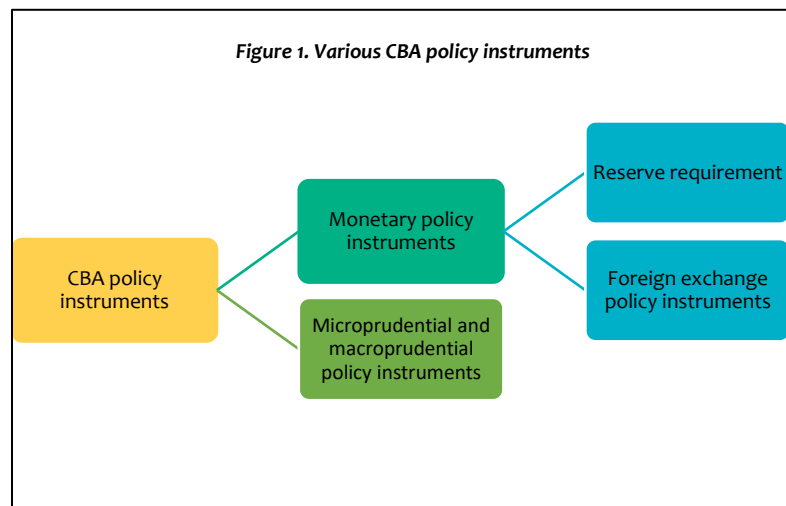 Figure 1. Various CBA policy instruments
Reserve requirement
Monetary policy
instruments
CBA policy
instruments
Foreign exchange
policy instruments
Microprudential and
macroprudential
policy instruments